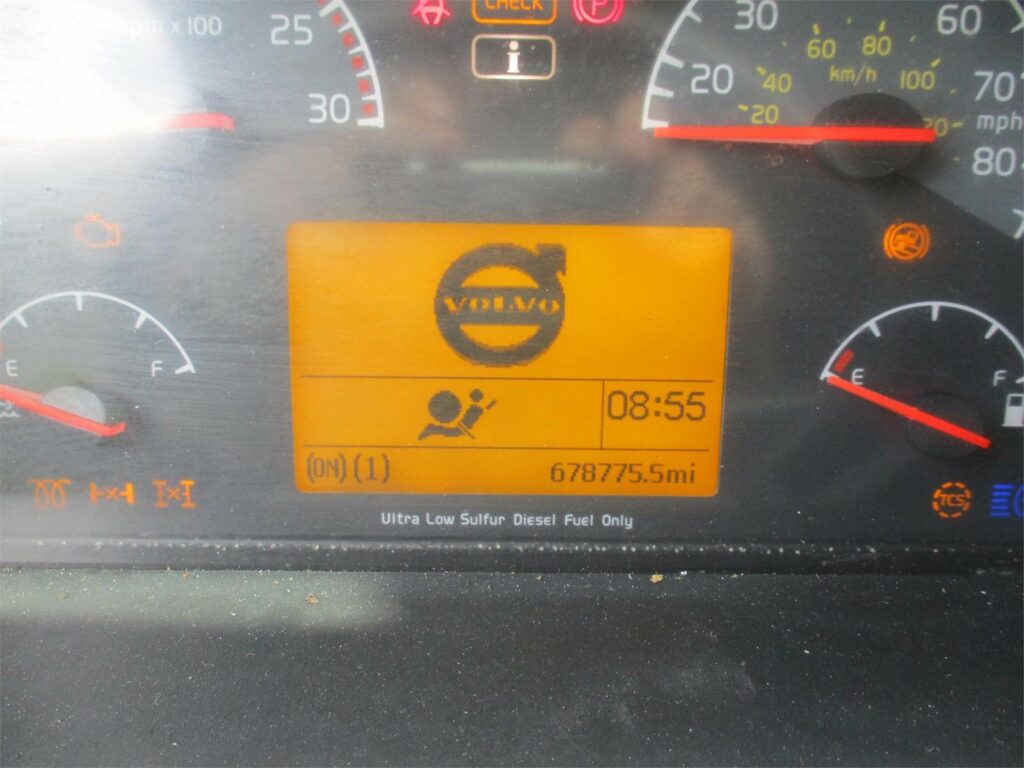 CHECK
P
rpm x100
25
30
i
30
60
20
60
80
km/h
40
100
70
20
mph
80
VOLVO
E
F
E
F
08:55
(ON)(1)
678775.5mi
TCS
Ultra Low Sulfur Diesel Fuel Only